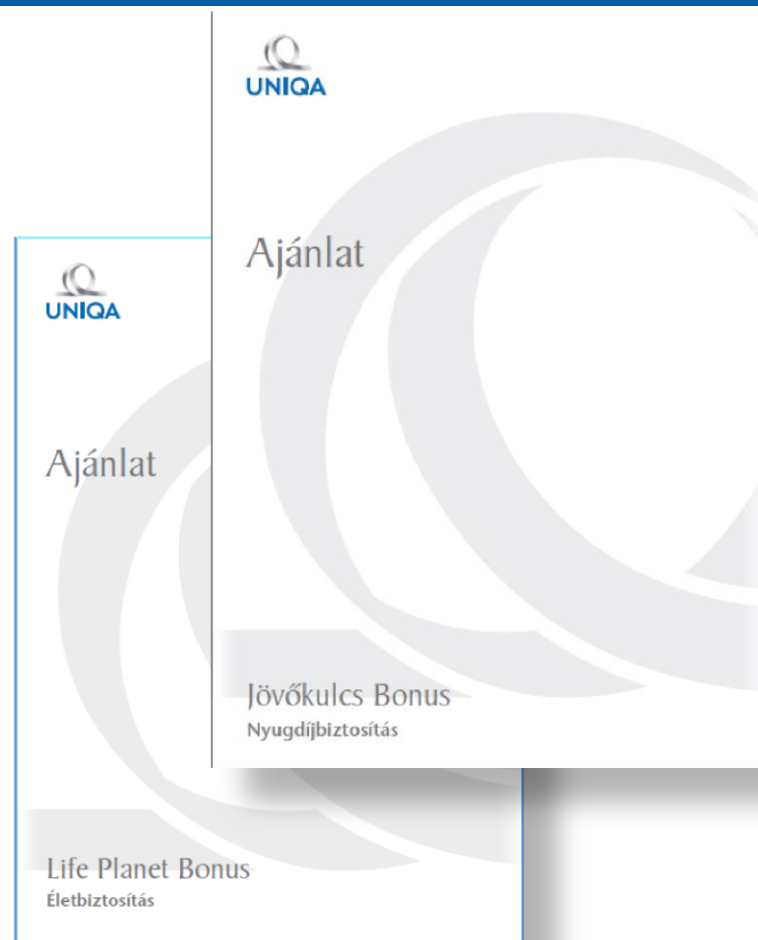 UNIQA
Ajánlat
Jövőkulcs Bonus
Nyugdíjbiztosítás
UNIQA
Ajánlat
Life Planet Bonus
Életbiztosítás